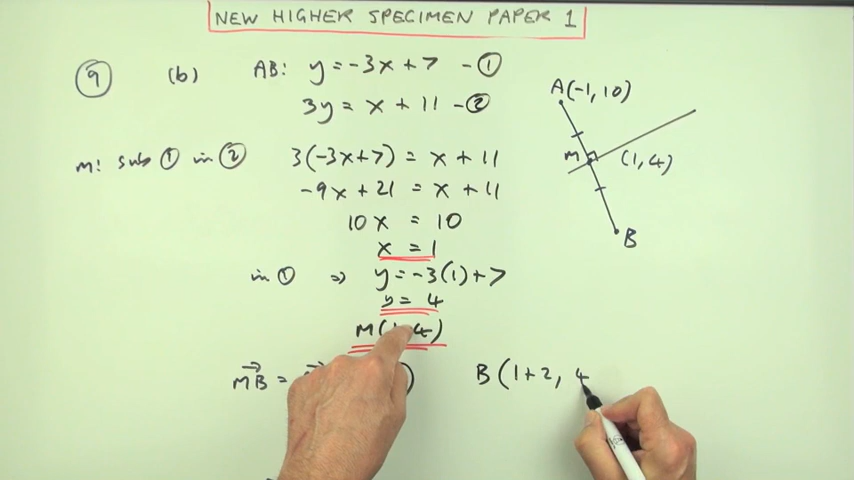 NEW HIGHER SPECIMEN PAPER 1
9 (b) AB: y = -3x + 7 - ①
3y = x + 11 - ②
A(-1, 10)
M: sub ① in ② 3(-3x+7) = x + 11
M (1, 4)
-9x + 21 = x + 11
10x = 10
B
x = 1
in ① ⇒ y = -3(1) + 7
y = 4
M(1, 4)
MB = B(1+2, 4